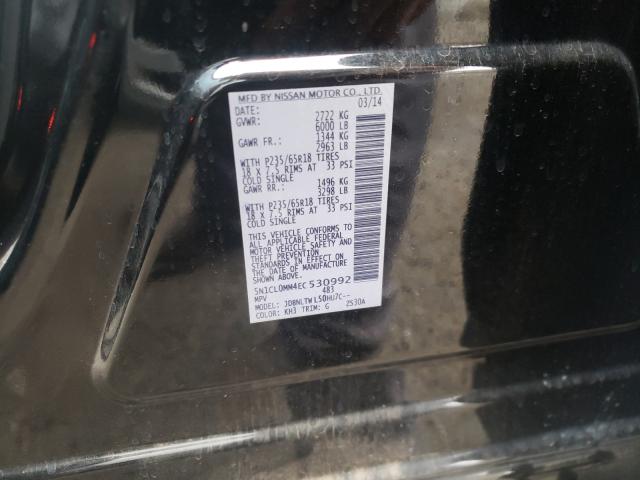 MFD BY NISSAN MOTOR CO., LTD.
DATE: 03/14
GVWR: 2722 KG
6000 LB
GAWR FR.: 1344 KG
2963 LB
WITH P235/65R18 TIRES
18 X 7.5 RIMS AT 33 PSI
COLD SINGLE
GAWR RR.: 1496 KG
3298 LB
WITH P235/65R18 TIRES
18 X 7.5 RIMS AT 33 PSI
COLD SINGLE
THIS VEHICLE CONFORMS TO
ALL APPLICABLE FEDERAL
MOTOR VEHICLE SAFETY AND
THEFT PREVENTION
STANDARDS IN EFFECT ON
THE DATE OF MANUFACTURE
SHOWN ABOVE.
5N1CL0MM4EC530992
MPV 483
MODEL: JDBNLTWL50HU7C--
COLOR: KH3 TRIM: G 2530A